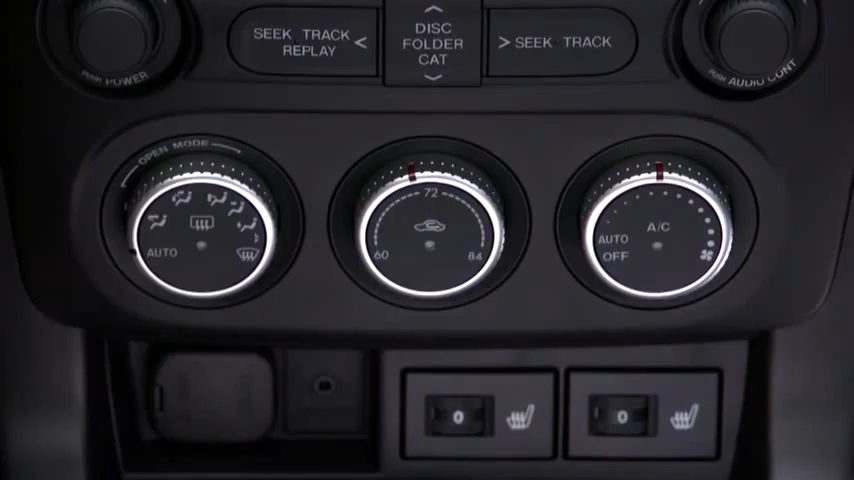 SEEK TRACK
REPLAY <
DISC
FOLDER
CAT
> SEEK TRACK
PUSH POWER
PUSH AUDIO CONT
OPEN MODE
AUTO
72
60
84
A/C
AUTO
OFF
0
0